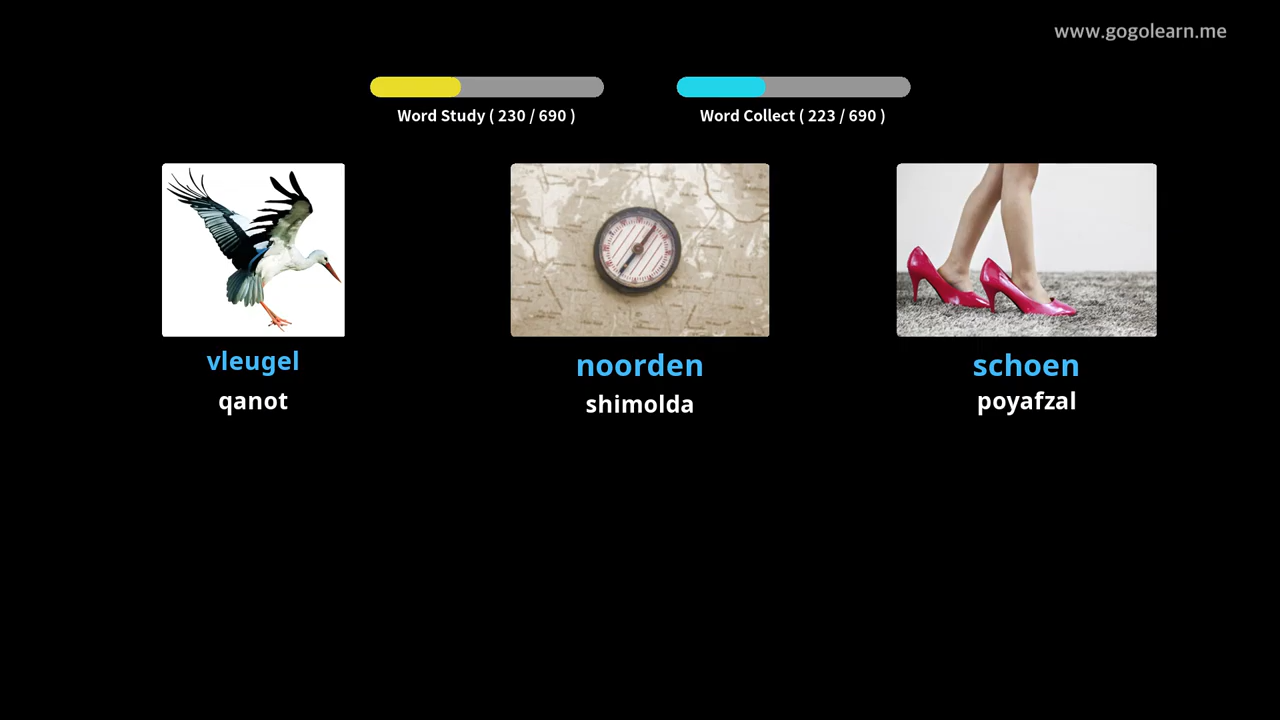 www.gogolearn.me
Word Study ( 230 / 690 )
Word Collect ( 223 / 690 )
vleugel
qanot
noorden
shimolda
schoen
poyafzal